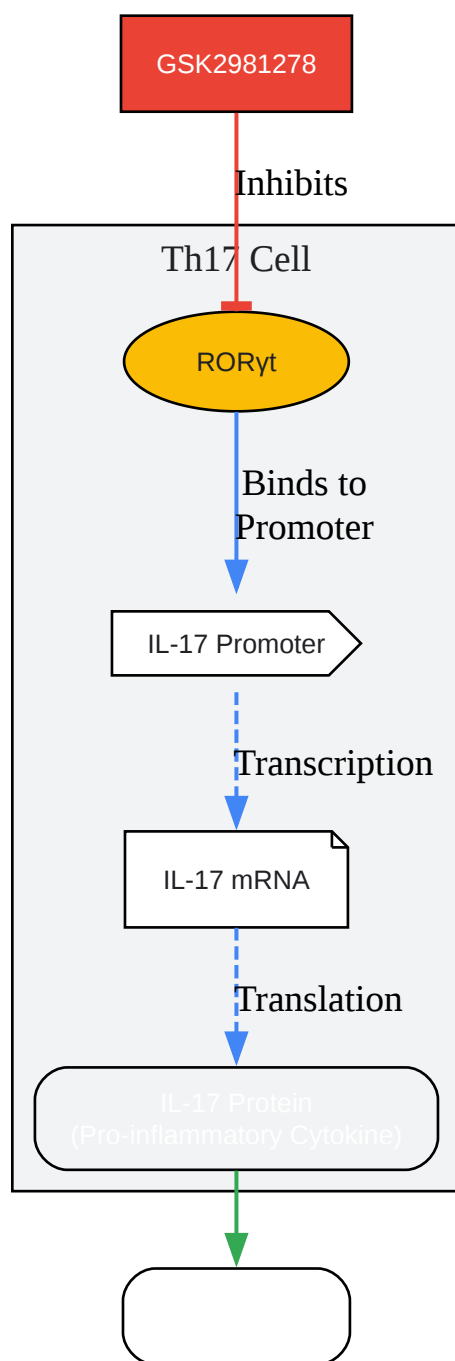 GSK2981278
Inhibits
Th17 Cell
RORγt
Binds to
Promoter
IL-17 Promoter
Transcription
IL-17 mRNA
Translation
IL-17 Protein
(Pro-inflammatory Cytokine)